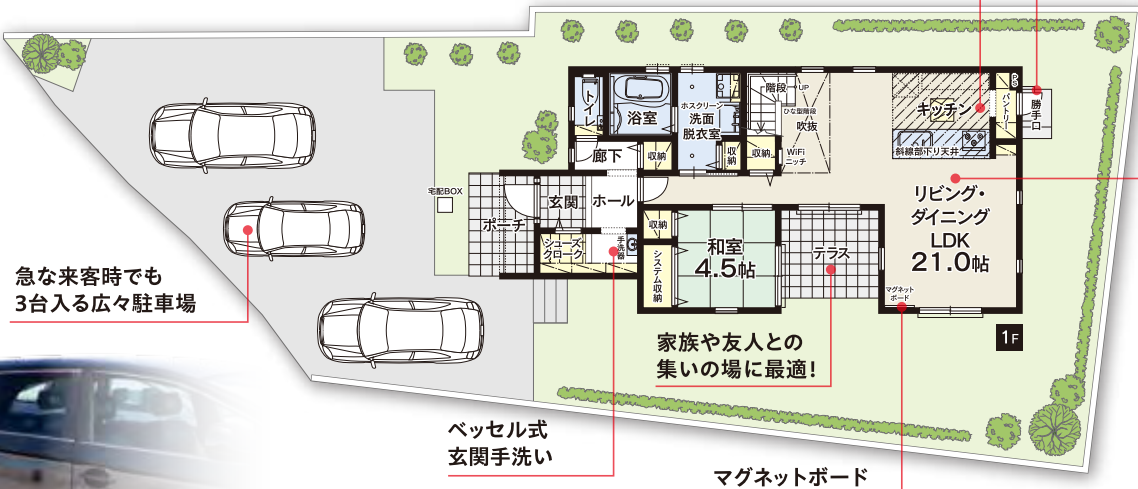 トイレ
浴室
ホスクリーン
洗面
脱衣室
収納
階段
UP
ひな型階段
吹抜
収納
WiFi
ニッチ
キッチン
斜線部下り天井
パントリー
PS
勝手口
廊下
収納
宅配BOX
ポーチ
玄関
ホール
シューズ
クローク
手洗器
収納
システム収納
和室
4.5帖
テラス
リビング・
ダイニング
LDK
21.0帖
マグネット
ボード
1F
急な来客時でも
3台入る広々駐車場
家族や友人との
集いの場に最適!
ベッセル式
玄関手洗い
マグネットボード